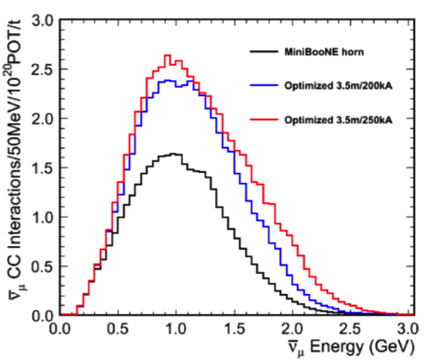 3.0
2.5
2.0
1.5
1.0
0.5
0.0
ν̅μ CC Interactions/50MeV/10²⁰POT/t
MiniBooNE horn
Optimized 3.5m/200kA
Optimized 3.5m/250kA
0.0 0.5 1.0 1.5 2.0 2.5 3.0
ν̅μ Energy (GeV)